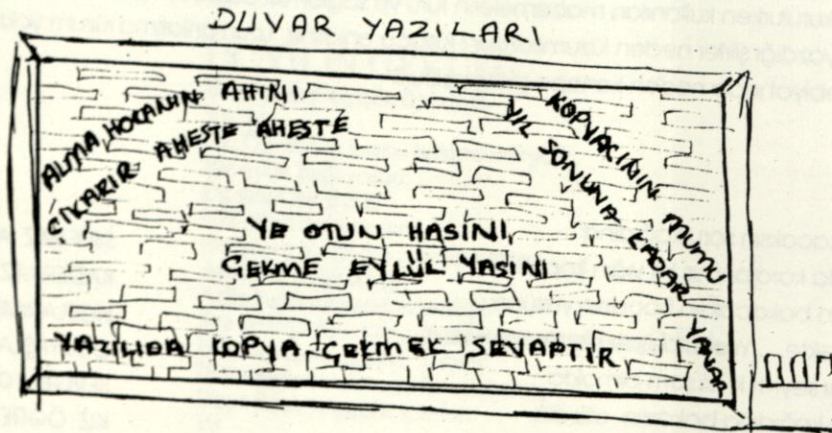 DUVAR YAZILARI
ALMA HOCANIN AHINI
ÇIKARIR AHESTE AHESTE
KOPYACININ MUMU
YIL SONUNA KADAR YANAR
YE OTUN HASINI,
ÇEKME EYLÜL YASINI
YAZILIDA KOPYA ÇEKMEK SEVAPTIR